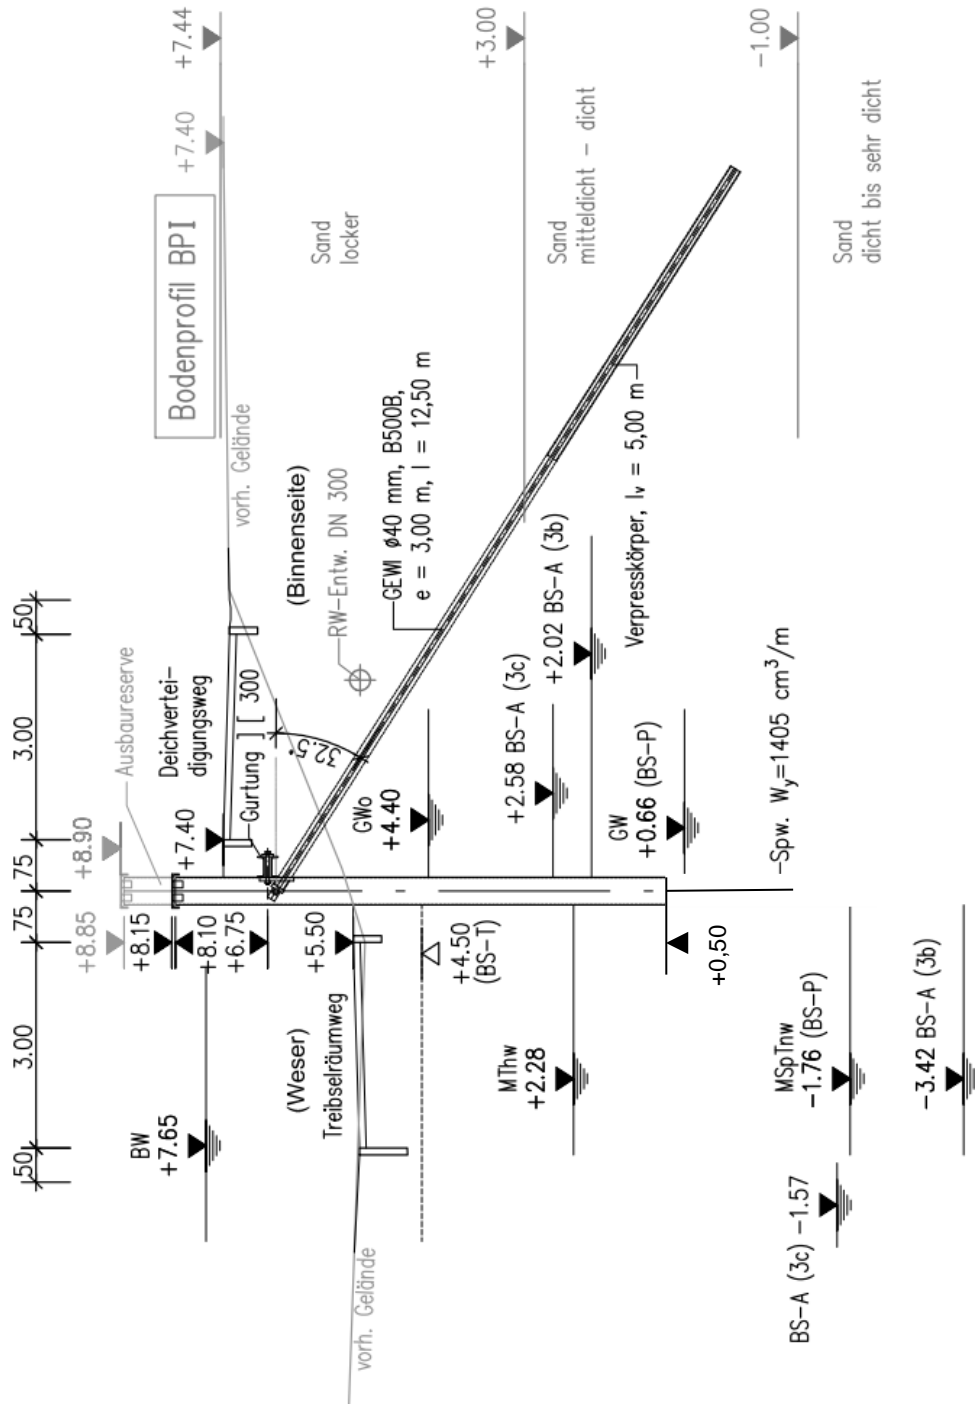 ,50
3.00
75
75
3.00
,50
+8.90
Ausbaureserve
+8.85
+8.15
+8.10
+6.75
+5.50
+7.40
Deichvertei-
digungsweg
Gurtung ] [ 300
32.5°
vorh. Gelände
Bodenprofil BPI
+7.44
+7.40
+3.00
-1.00
Sand
locker
Sand
mitteldicht - dicht
Sand
dicht bis sehr dicht
(Binnenseite)
RW-Entw. DN 300
GEWI ø40 mm, B500B,
e = 3,00 m, l = 12,50 m
Verpresskörper, lv = 5,00 m
GWo
+4.40
+2.58 BS-A (3c)
+2.02 BS-A (3b)
GW
+0.66 (BS-P)
Spw. Wy=1405 cm³/m
BW
+7.65
(Weser)
Treibselräumweg
vorh. Gelände
+4.50
(BS-T)
MThw
+2.28
+0,50
MSpTnw
-1.76 (BS-P)
BS-A (3c) -1.57
-3.42 BS-A (3b)